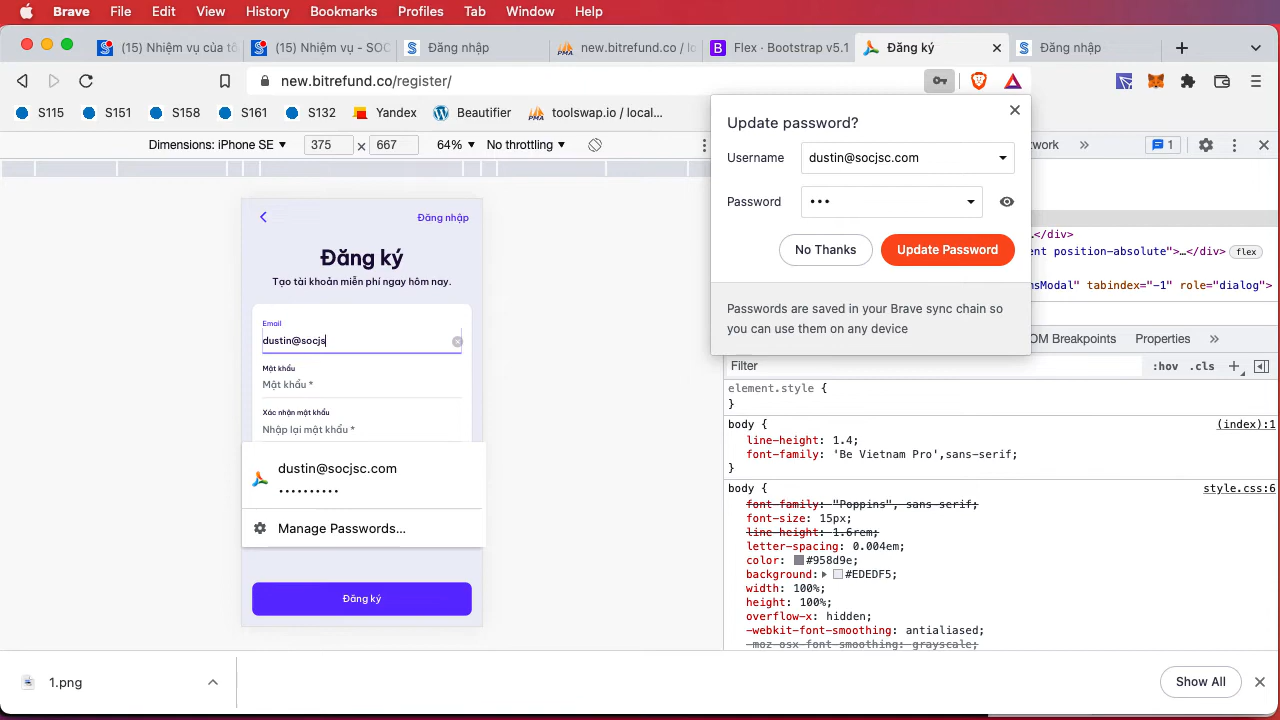 Brave File Edit View History Bookmarks Profiles Tab Window Help
(15) Nhiệm vụ của tô
(15) Nhiệm vụ - SOC
Đăng nhập
new.bitrefund.co / lo
Flex · Bootstrap v5.1
Đăng ký
Đăng nhập
new.bitrefund.co/register/
S115 S151 S158 S161 S132 Yandex Beautifier toolswap.io / local...
Dimensions: iPhone SE 375 × 667 64% No throttling
work 1
Đăng nhập
Đăng ký
Tạo tài khoản miễn phí ngay hôm nay.
Email
dustin@socjs
Mật khẩu
Mật khẩu *
Xác nhận mật khẩu
Nhập lại mật khẩu *
dustin@socjsc.com
••••••••••
Manage Passwords...
Đăng ký
Update password?
Username dustin@socjsc.com
Password •••
No Thanks Update Password
Passwords are saved in your Brave sync chain so
you can use them on any device
…</div>
ent position-absolute">…</div> flex
nsModal" tabindex="-1" role="dialog"
OM Breakpoints Properties
Filter :hov .cls
element.style {
}
body { (index):1
line-height: 1.4;
font-family: 'Be Vietnam Pro',sans-serif;
}
body { style.css:6
font-family: "Poppins", sans-serif;
font-size: 15px;
line-height: 1.6rem;
letter-spacing: 0.004em;
color: #958d9e;
background: #EDEDF5;
width: 100%;
height: 100%;
overflow-x: hidden;
-webkit-font-smoothing: antialiased;
-moz-osx-font-smoothing: grayscale;
1.png
Show All